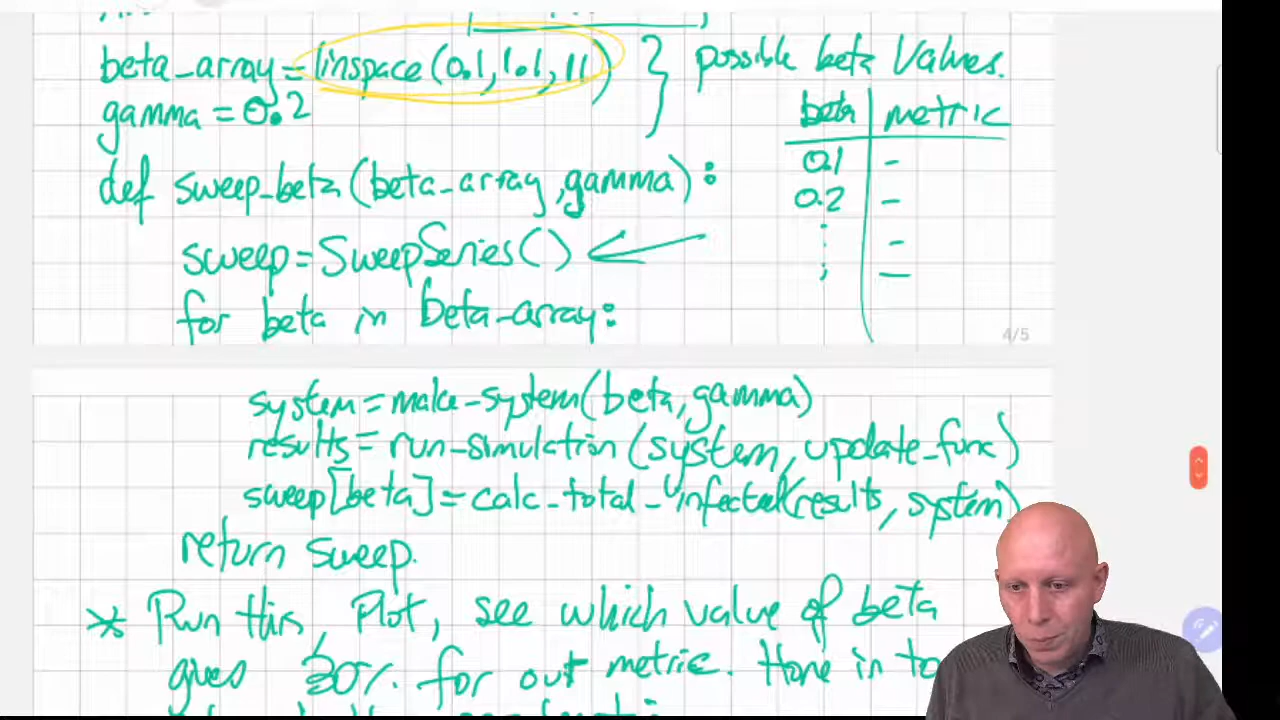 beta_array = linspace(0.1, 1.1, 11)
gamma = 0.2
possible beta values.
beta metric
0.1 -
0.2 -
def sweep_beta(beta_array, gamma):
sweep = SweepSeries()
for beta in beta_array:
4/5
system = make_system(beta, gamma)
results = run_simulation(system, update_func)
sweep[beta] = calc_total_infected(results, system)
return sweep.
* Run this, Plot, see which value of beta
gives 30% for out metric. Hone in to